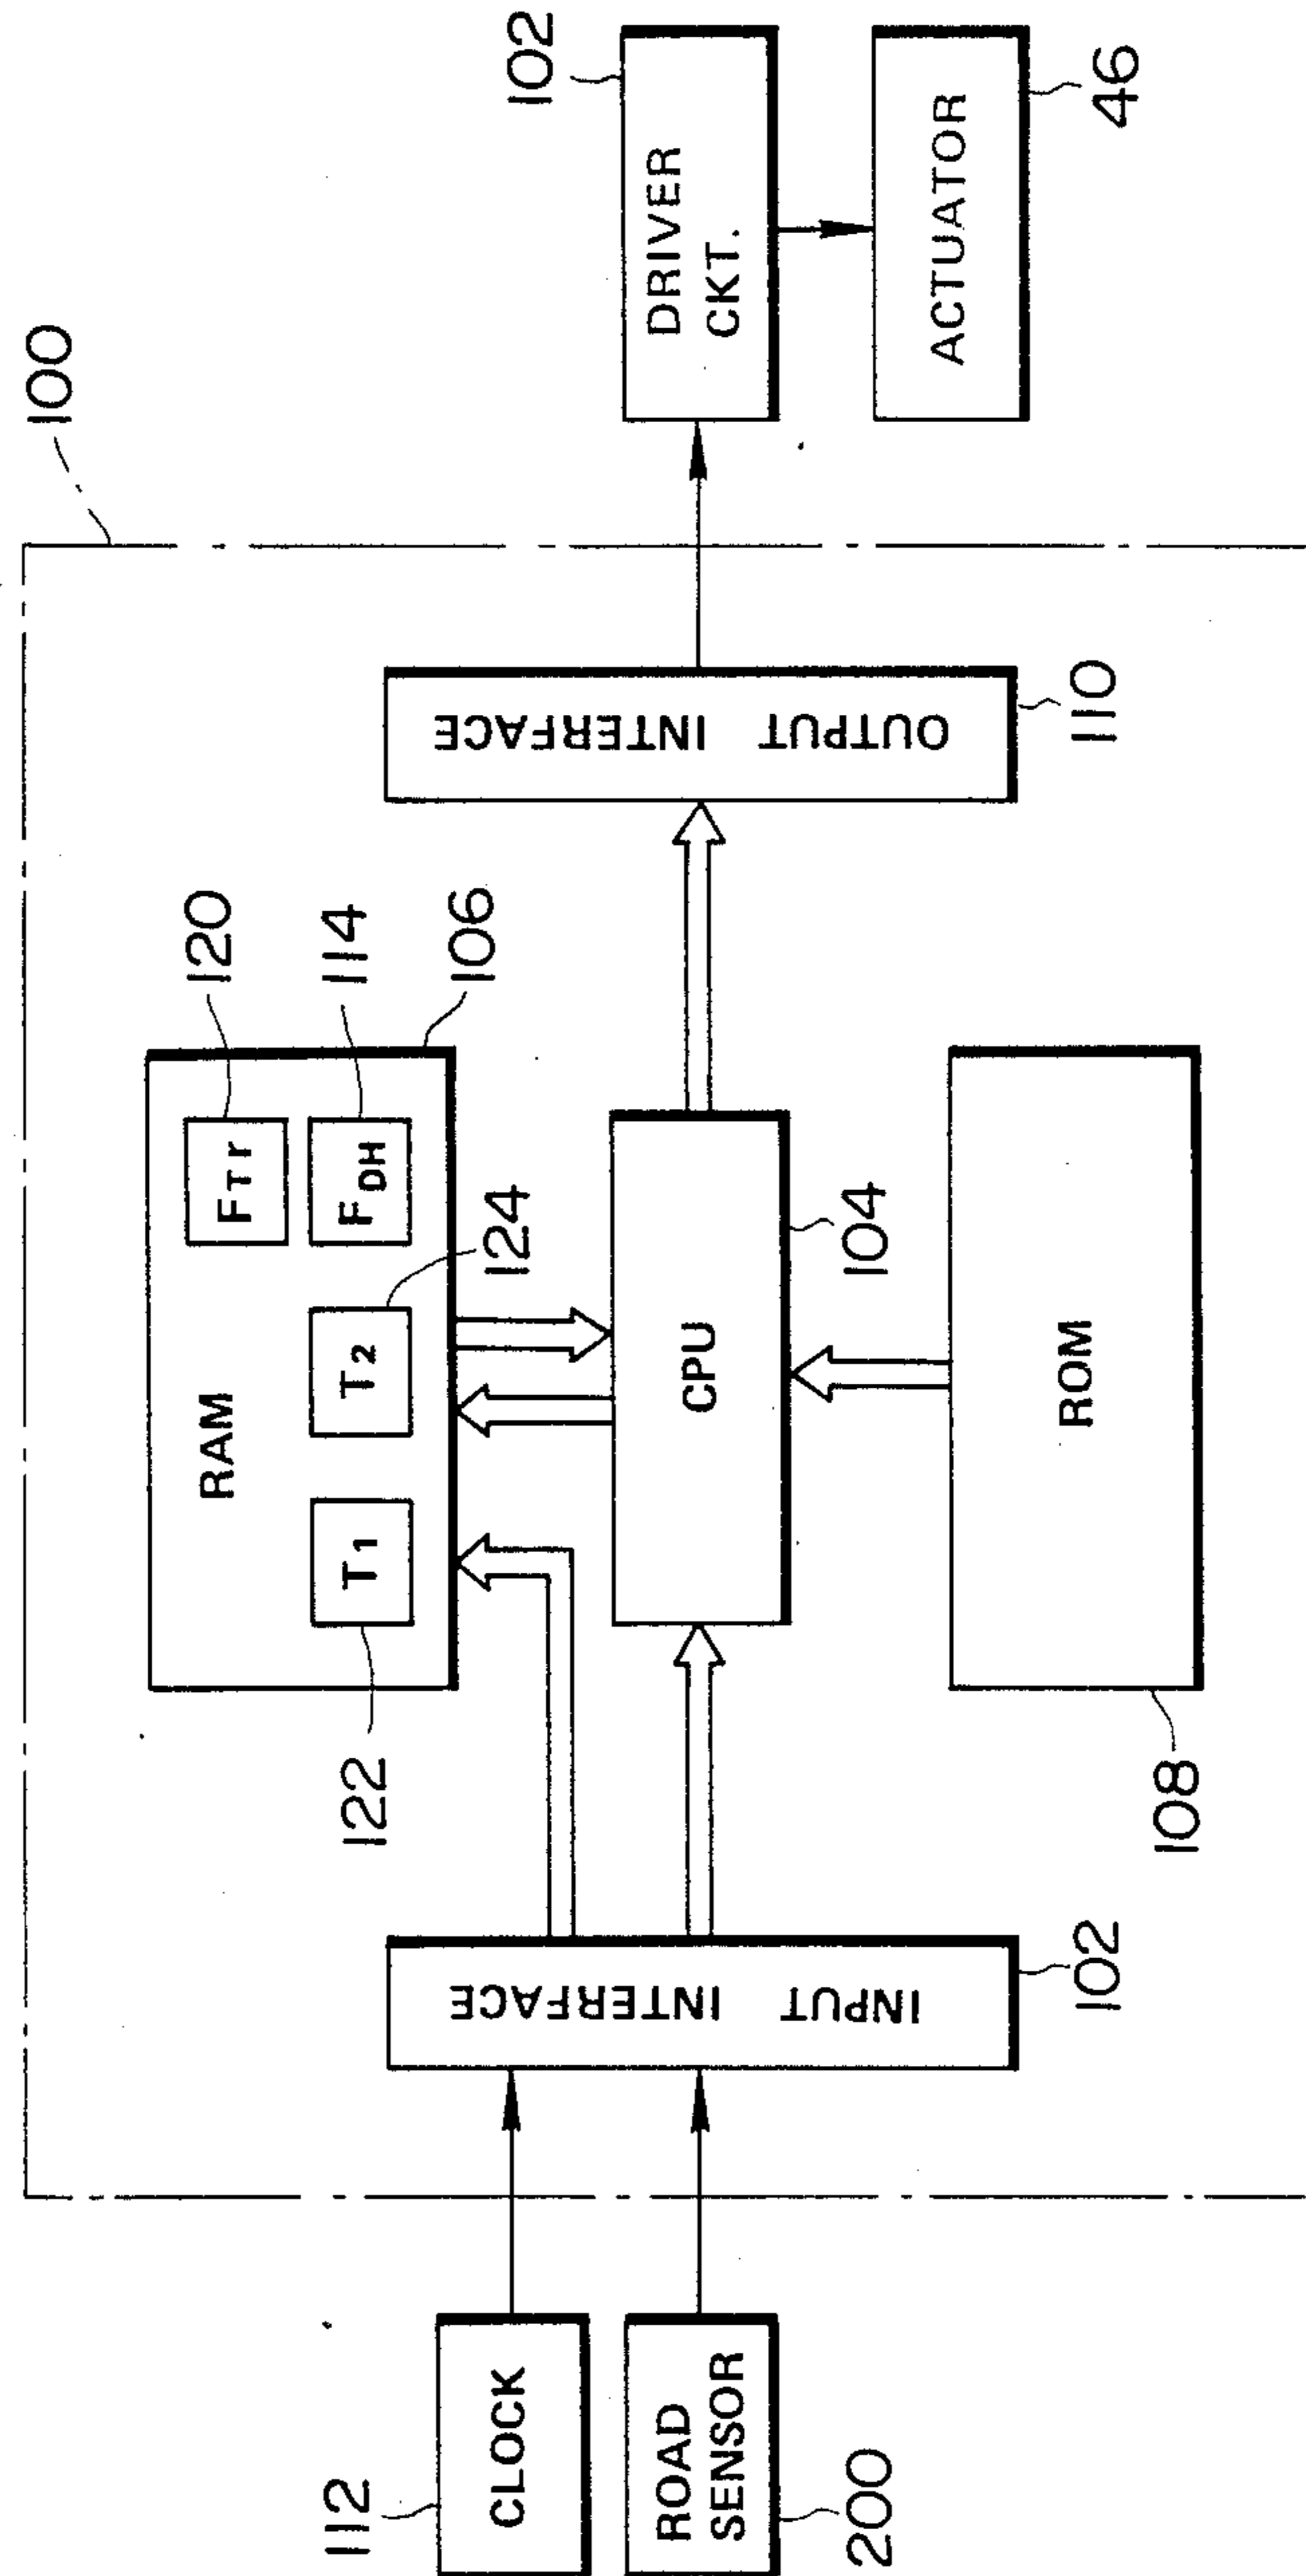 100
112
CLOCK
ROAD
SENSOR
200
INPUT INTERFACE
102
122
RAM
T1
T2
124
FTr
120
FDH
114
106
CPU
104
ROM
108
OUTPUT INTERFACE
110
DRIVER
CKT.
102
ACTUATOR
46